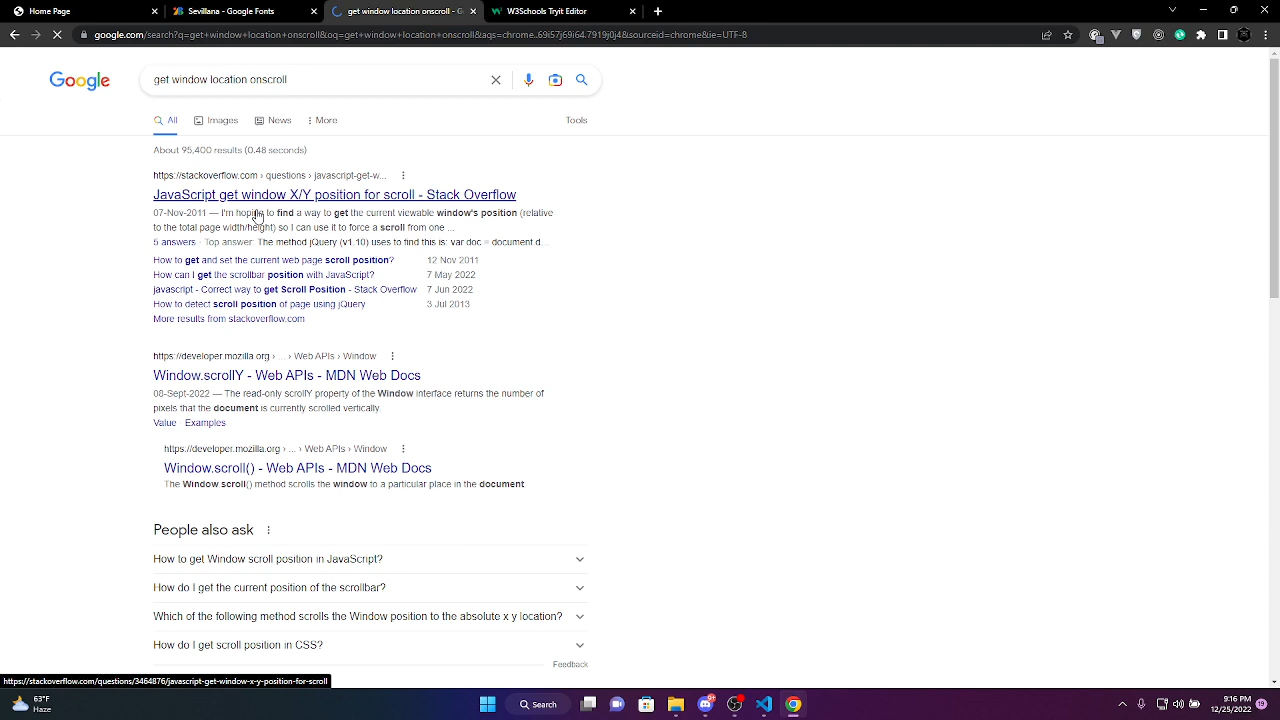 Home Page
Sevillana - Google Fonts
get window location onscroll - G
W3Schools Tryit Editor
google.com/search?q=get+window+location+onscroll&oq=get+window+location+onscroll&aqs=chrome.69i57j69i64.7919j0j4&sourceid=chrome&ie=UTF-8
Google
get window location onscroll
All
Images
News
More
Tools
About 95,400 results (0.48 seconds)
https://stackoverflow.com › questions › javascript-get-w...
JavaScript get window X/Y position for scroll - Stack Overflow
07-Nov-2011 — I'm hoping to find a way to get the current viewable window's position (relative
to the total page width/height) so I can use it to force a scroll from one ...
5 answers · Top answer: The method jQuery (v1.10) uses to find this is: var doc = document.d...
How to get and set the current web page scroll position? 12 Nov 2011
How can I get the scrollbar position with JavaScript? 7 May 2022
javascript - Correct way to get Scroll Position - Stack Overflow 7 Jun 2022
How to detect scroll position of page using jQuery 3 Jul 2013
More results from stackoverflow.com
https://developer.mozilla.org › ... › Web APIs › Window
Window.scrollY - Web APIs - MDN Web Docs
08-Sept-2022 — The read-only scrollY property of the Window interface returns the number of
pixels that the document is currently scrolled vertically.
Value · Examples
https://developer.mozilla.org › ... › Web APIs › Window
Window.scroll() - Web APIs - MDN Web Docs
The Window.scroll() method scrolls the window to a particular place in the document.
People also ask
How to get Window scroll position in JavaScript?
How do I get the current position of the scrollbar?
Which of the following method scrolls the Window position to the absolute x y location?
How do I get scroll position in CSS?
Feedback
https://stackoverflow.com/questions/3464876/javascript-get-window-x-y-position-for-scroll
63°F
Haze
Search
9:16 PM
12/25/2022